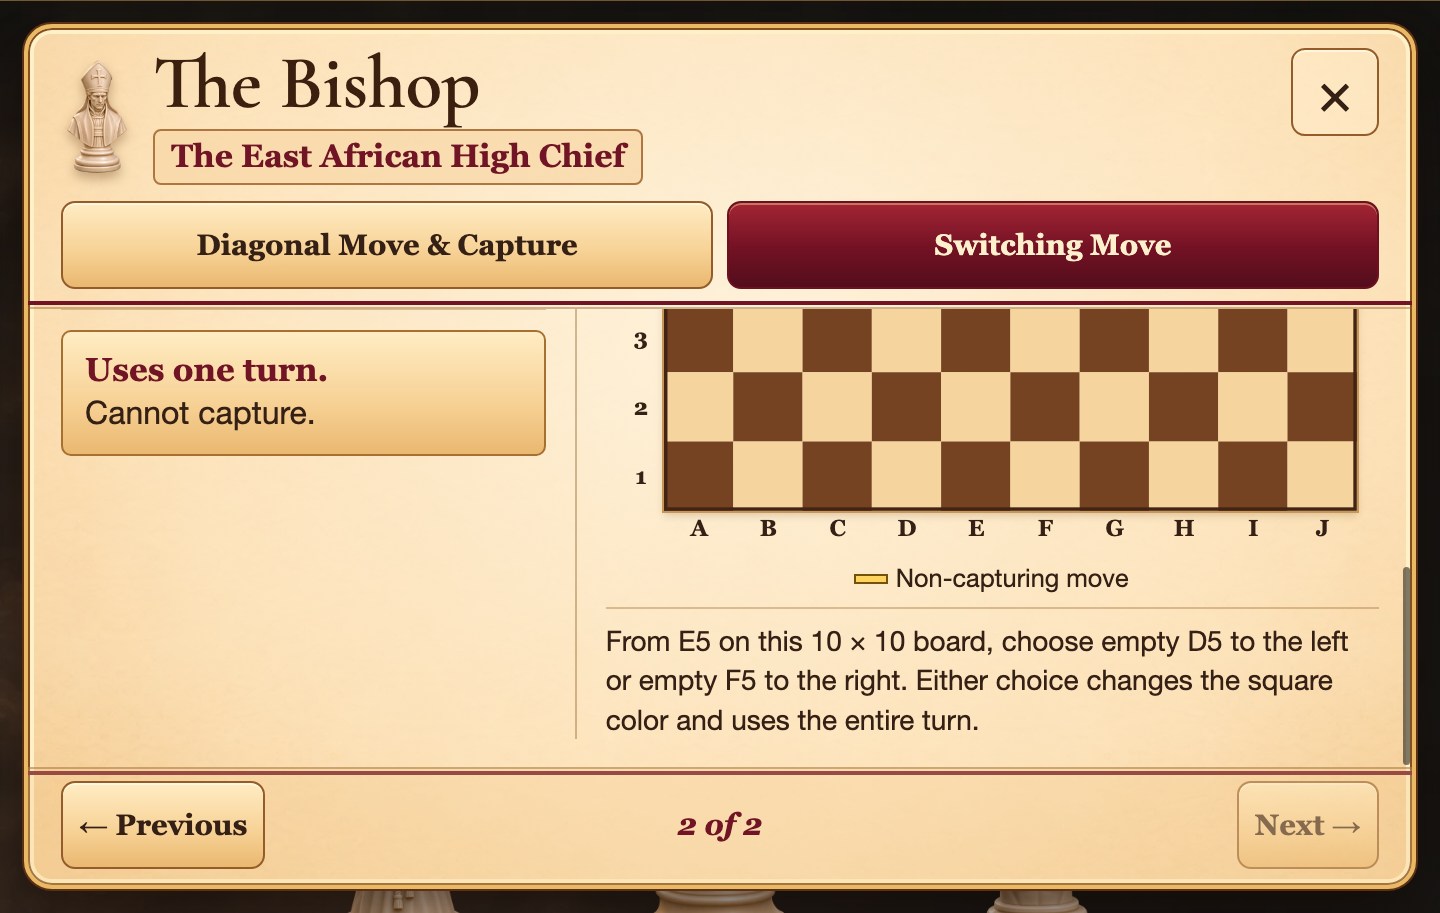 The Bishop
The East African High Chief
×
Diagonal Move & Capture
Switching Move
Uses one turn.
Cannot capture.
3
2
1
A B C D E F G H I J
Non-capturing move
From E5 on this 10 × 10 board, choose empty D5 to the left
or empty F5 to the right. Either choice changes the square
color and uses the entire turn.
← Previous
2 of 2
Next →